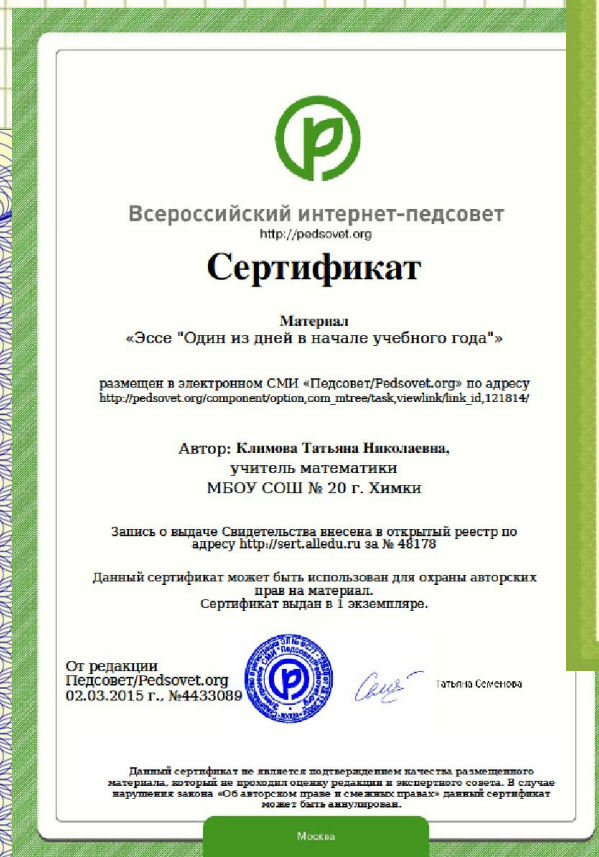 Всероссийский интернет-педсовет
http://pedsovet.org
Сертификат
Материал
«Эссе "Один из дней в начале учебного года"»
размещен в электронном СМИ «Педсовет/Pedsovet.org» по адресу
http://pedsovet.org/component/option,com_mtree/task,viewlink/link_id,121814/
Автор: Климова Татьяна Николаевна,
учитель математики
МБОУ СОШ № 20 г. Химки
Запись о выдаче Свидетельства внесена в открытый реестр по
адресу http://sert.alledu.ru за № 48178
Данный сертификат может быть использован для охраны авторских
прав на материал.
Сертификат выдан в 1 экземпляре.
От редакции
Педсовет/Pedsovet.org
02.03.2015 г., №4433089
Татьяна Семенова
Данный сертификат не является подтверждением качества размещенного
материала, который не проходил оценку редакции и экспертного совета. В случае
нарушения закона «Об авторском праве и смежных правах» данный сертификат
может быть аннулирован.
Москва